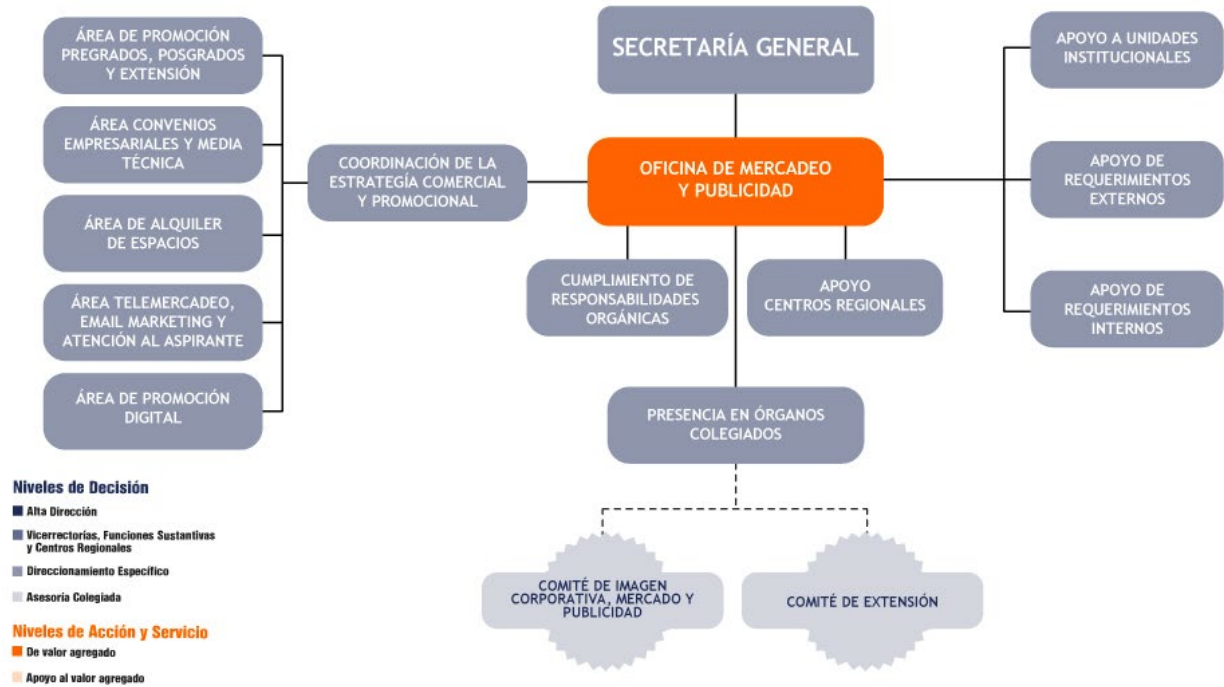 ÁREA DE PROMOCIÓN
PREGRADOS, POSGRADOS
Y EXTENSIÓN
ÁREA CONVENIOS
EMPRESARIALES Y MEDIA
TÉCNICA
ÁREA DE ALQUILER
DE ESPACIOS
ÁREA TELEMERCADEO,
EMAIL MARKETING Y
ATENCIÓN AL ASPIRANTE
ÁREA DE PROMOCIÓN
DIGITAL
COORDINACIÓN DE LA
ESTRATEGÍA COMERCIAL
Y PROMOCIONAL
SECRETARÍA GENERAL
OFICINA DE MERCADEO
Y PUBLICIDAD
CUMPLIMIENTO DE
RESPONSABILIDADES
ORGÁNICAS
APOYO
CENTROS REGIONALES
PRESENCIA EN ÓRGANOS
COLEGIADOS
COMITÉ DE IMAGEN
CORPORATIVA, MERCADO Y
PUBLICIDAD
COMITÉ DE EXTENSIÓN
APOYO A UNIDADES
INSTITUCIONALES
APOYO DE
REQUERIMIENTOS
EXTERNOS
APOYO DE
REQUERIMIENTOS
INTERNOS
Niveles de Decisión
Alta Dirección
Vicerrectorías, Funciones Sustantivas
y Centros Regionales
Direccionamiento Específico
Asesoría Colegiada
Niveles de Acción y Servicio
De valor agregado
Apoyo al valor agregado